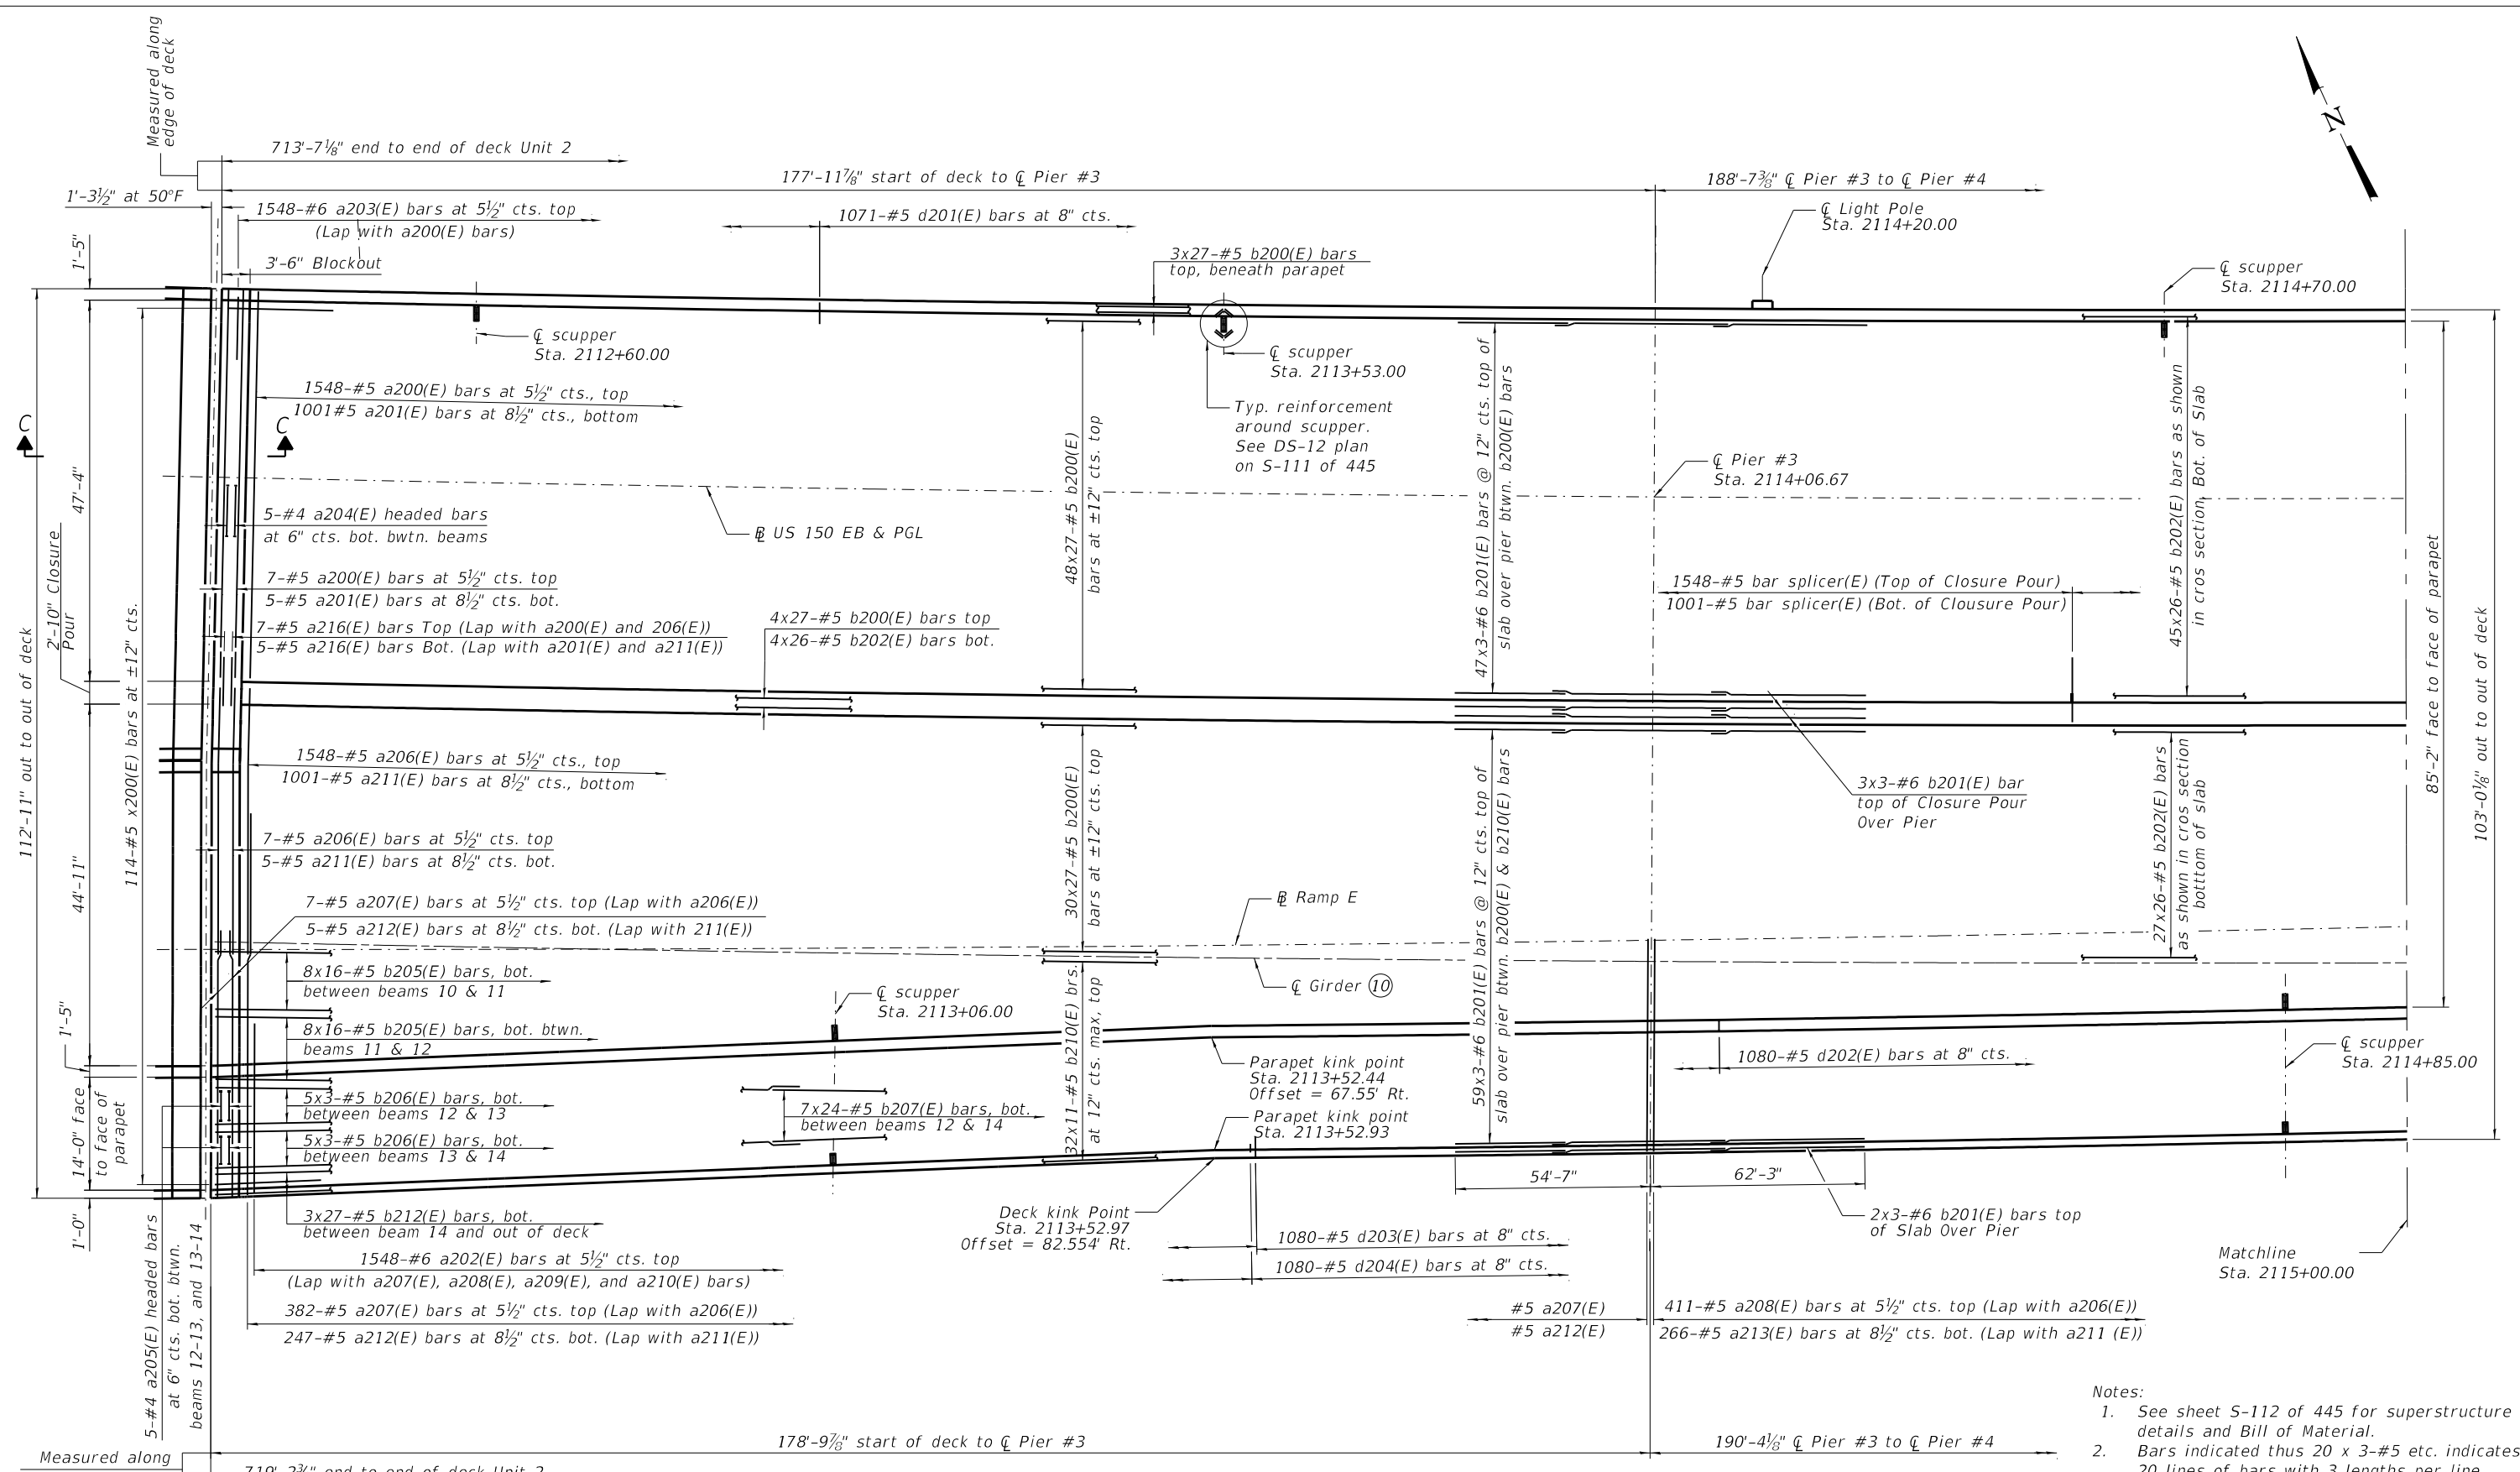 Measured along
edge of deck
713'-7⅛" end to end of deck Unit 2
177'-11⅞" start of deck to ℄ Pier #3
188'-7⅜" ℄ Pier #3 to ℄ Pier #4
1'-3½" at 50°F
1548-#6 a203(E) bars at 5½" cts. top
(Lap with a200(E) bars)
1071-#5 d201(E) bars at 8" cts.
℄ Light Pole
Sta. 2114+20.00
N
1'-5"
3'-6" Blockout
3x27-#5 b200(E) bars
top, beneath parapet
℄ scupper
Sta. 2114+70.00
℄ scupper
Sta. 2112+60.00
℄ scupper
Sta. 2113+53.00
1548-#5 a200(E) bars at 5½" cts., top
1001#5 a201(E) bars at 8½" cts., bottom
Typ. reinforcement
around scupper.
See DS-12 plan
on S-111 of 445
C
C
48x27-#5 b200(E)
bars at ±12" cts. top
47x3-#6 b201(E) bars @ 12" cts. top of
slab over pier btwn. b200(E) bars
45x26-#5 b202(E) bars as shown
in cros section, Bot. of Slab
℄ Pier #3
Sta. 2114+06.67
47'-4"
5-#4 a204(E) headed bars
at 6" cts. bot. bwtn. beams
℄ US 150 EB & PGL
2'-10" Closure
Pour
7-#5 a200(E) bars at 5½" cts. top
5-#5 a201(E) bars at 8½" cts. bot.
1548-#5 bar splicer(E) (Top of Closure Pour)
1001-#5 bar splicer(E) (Bot. of Clousure Pour)
7-#5 a216(E) bars Top (Lap with a200(E) and 206(E))
5-#5 a216(E) bars Bot. (Lap with a201(E) and a211(E))
4x27-#5 b200(E) bars top
4x26-#5 b202(E) bars bot.
112'-11" out to out of deck
114-#5 x200(E) bars at ±12" cts.
85'-2" face to face of parapet
103'-0⅛" out to out of deck
1548-#5 a206(E) bars at 5½" cts., top
1001-#5 a211(E) bars at 8½" cts., bottom
30x27-#5 b200(E)
bars at ±12" cts. top
59x3-#6 b201(E) bars @ 12" cts. top of
slab over pier btwn. b200(E) & b210(E) bars
3x3-#6 b201(E) bar
top of Closure Pour
Over Pier
27x26-#5 b202(E) bars
as shown in cros section
botttom of slab
44'-11"
7-#5 a206(E) bars at 5½" cts. top
5-#5 a211(E) bars at 8½" cts. bot.
7-#5 a207(E) bars at 5½" cts. top (Lap with a206(E))
5-#5 a212(E) bars at 8½" cts. bot. (Lap with 211(E))
℄ Ramp E
℄ Girder 10
8x16-#5 b205(E) bars, bot.
between beams 10 & 11
℄ scupper
Sta. 2113+06.00
1'-5"
8x16-#5 b205(E) bars, bot. btwn.
beams 11 & 12
32x11-#5 b210(E) brs.
at 12" cts. max, top
Parapet kink point
Sta. 2113+52.44
Offset = 67.55' Rt.
1080-#5 d202(E) bars at 8" cts.
℄ scupper
Sta. 2114+85.00
14'-0" face
to face of
parapet
5x3-#5 b206(E) bars, bot.
between beams 12 & 13
7x24-#5 b207(E) bars, bot.
between beams 12 & 14
Parapet kink point
Sta. 2113+52.93
5x3-#5 b206(E) bars, bot.
between beams 13 & 14
54'-7"
62'-3"
1'-0"
3x27-#5 b212(E) bars, bot.
between beam 14 and out of deck
Deck kink Point
Sta. 2113+52.97
Offset = 82.554' Rt.
2x3-#6 b201(E) bars top
of Slab Over Pier
1080-#5 d203(E) bars at 8" cts.
1080-#5 d204(E) bars at 8" cts.
Matchline
Sta. 2115+00.00
5-#4 a205(E) headed bars
at 6" cts. bot. btwn.
beams 12-13, and 13-14
1548-#6 a202(E) bars at 5½" cts. top
(Lap with a207(E), a208(E), a209(E), and a210(E) bars)
382-#5 a207(E) bars at 5½" cts. top (Lap with a206(E))
247-#5 a212(E) bars at 8½" cts. bot. (Lap with a211(E))
#5 a207(E)
#5 a212(E)
411-#5 a208(E) bars at 5½" cts. top (Lap with a206(E))
266-#5 a213(E) bars at 8½" cts. bot. (Lap with a211 (E))
Notes:
1. See sheet S-112 of 445 for superstructure
details and Bill of Material.
2. Bars indicated thus 20 x 3-#5 etc. indicates
20 lines of bars with 3 lengths per line
178'-9⅞" start of deck to ℄ Pier #3
190'-4⅛" ℄ Pier #3 to ℄ Pier #4
Measured along
719'-2¾" end to end of deck Unit 2